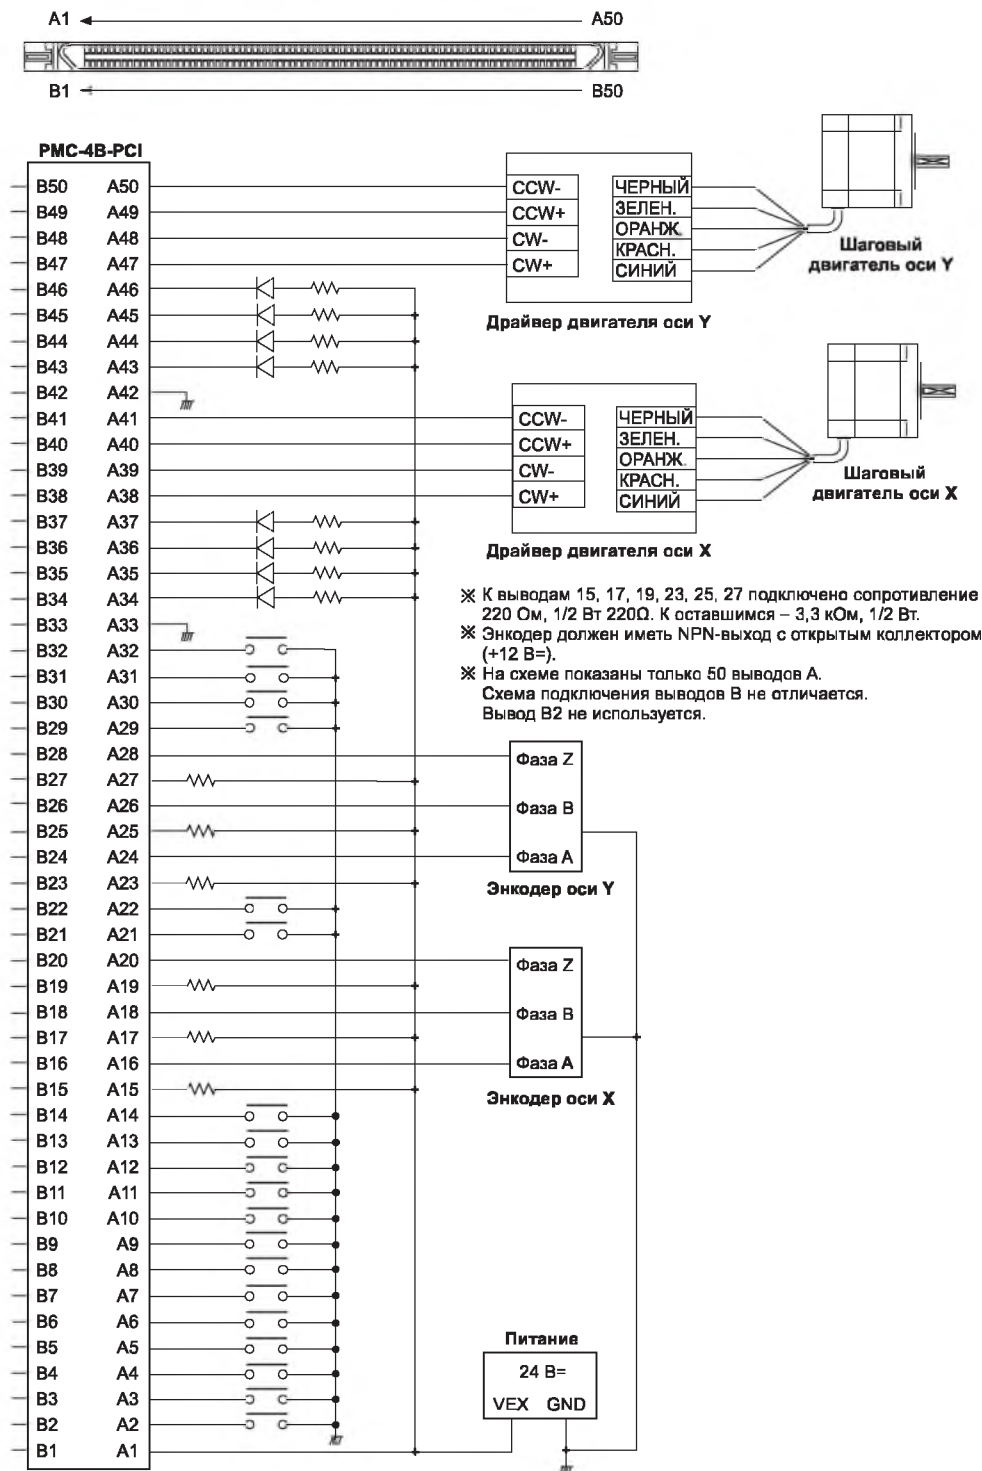 A1 A50
B1 B50
PMC-4B-PCI
B50 A50
B49 A49
B48 A48
B47 A47
B46 A46
B45 A45
B44 A44
B43 A43
B42 A42
B41 A41
B40 A40
B39 A39
B38 A38
B37 A37
B36 A36
B35 A35
B34 A34
B33 A33
B32 A32
B31 A31
B30 A30
B29 A29
B28 A28
B27 A27
B26 A26
B25 A25
B24 A24
B23 A23
B22 A22
B21 A21
B20 A20
B19 A19
B18 A18
B17 A17
B16 A16
B15 A15
B14 A14
B13 A13
B12 A12
B11 A11
B10 A10
B9 A9
B8 A8
B7 A7
B6 A6
B5 A5
B4 A4
B3 A3
B2 A2
B1 A1
CCW- ЧЕРНЫЙ
CCW+ ЗЕЛЕН.
CW- ОРАНЖ.
CW+ КРАСН.
СИНИЙ
Драйвер двигателя оси Y
Шаговый
двигатель оси Y
CCW- ЧЕРНЫЙ
CCW+ ЗЕЛЕН.
CW- ОРАНЖ.
CW+ КРАСН.
СИНИЙ
Драйвер двигателя оси X
Шаговый
двигатель оси X
※ К выводам 15, 17, 19, 23, 25, 27 подключено сопротивление
220 Ом, 1/2 Вт 220Ω. К оставшимся – 3,3 кОм, 1/2 Вт.
※ Энкодер должен иметь NPN-выход с открытым коллектором
(+12 В=).
※ На схеме показаны только 50 выводов А.
Схема подключения выводов В не отличается.
Вывод В2 не используется.
Фаза Z
Фаза B
Фаза A
Энкодер оси Y
Фаза Z
Фаза B
Фаза A
Энкодер оси X
Питание
24 В=
VEX GND